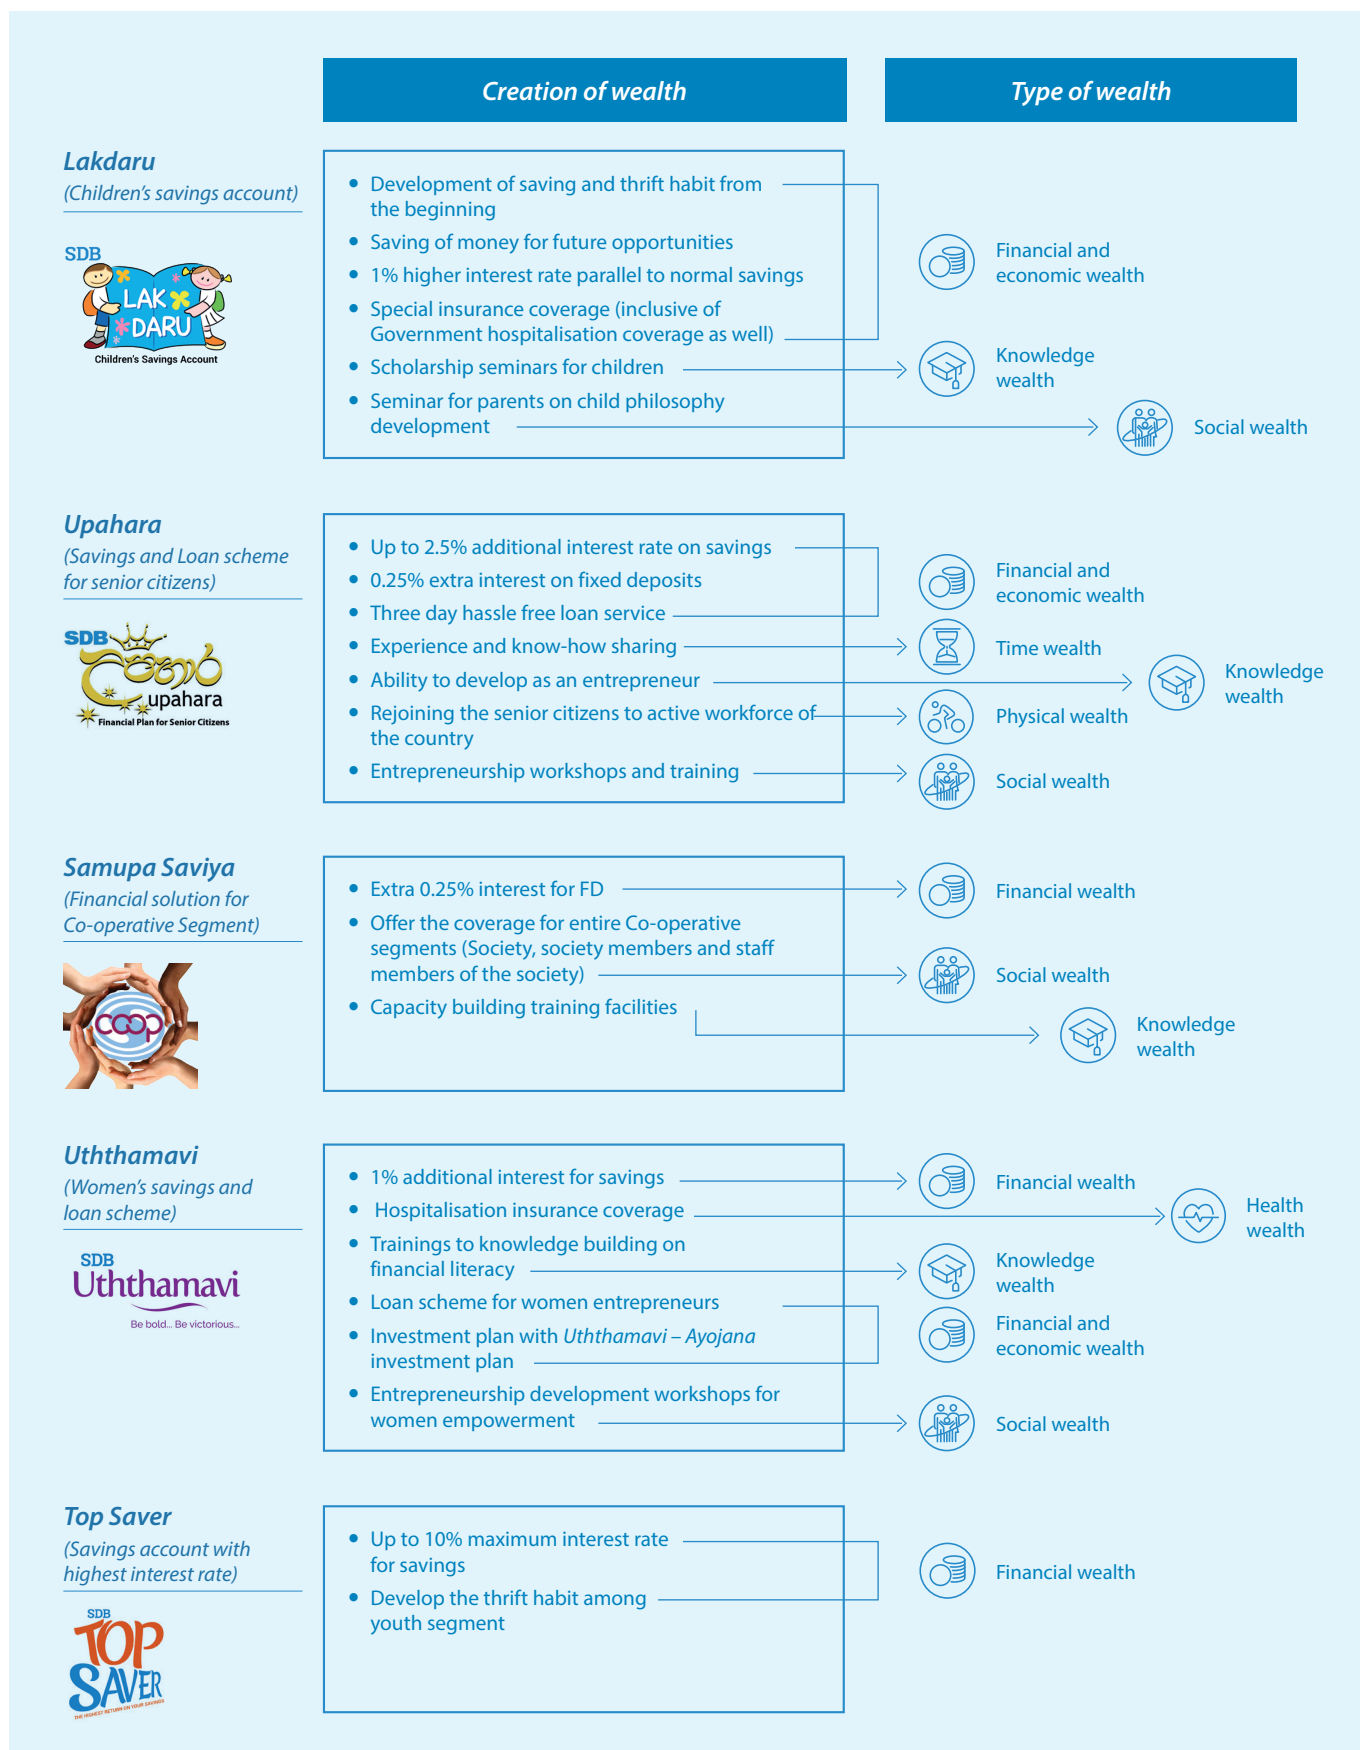 Creation of wealth
Type of wealth
Lakdaru
(Children’s savings account)
SDB
LAK
DARU
Children's Savings Account
• Development of saving and thrift habit from
the beginning
• Saving of money for future opportunities
• 1% higher interest rate parallel to normal savings
• Special insurance coverage (inclusive of
Government hospitalisation coverage as well)
• Scholarship seminars for children
• Seminar for parents on child philosophy
development
Financial and
economic wealth
Knowledge
wealth
Social wealth
Upahara
(Savings and Loan scheme
for senior citizens)
SDB
උපහාර
upahara
Financial Plan for Senior Citizens
• Up to 2.5% additional interest rate on savings
• 0.25% extra interest on fixed deposits
• Three day hassle free loan service
• Experience and know-how sharing
• Ability to develop as an entrepreneur
• Rejoining the senior citizens to active workforce of
the country
• Entrepreneurship workshops and training
Financial and
economic wealth
Time wealth
Knowledge
wealth
Physical wealth
Social wealth
Samupa Saviya
(Financial solution for
Co-operative Segment)
coop
• Extra 0.25% interest for FD
• Offer the coverage for entire Co-operative
segments (Society, society members and staff
members of the society)
• Capacity building training facilities
Financial wealth
Social wealth
Knowledge
wealth
Uththamavi
(Women’s savings and
loan scheme)
SDB
Uththamavi
Be bold... Be victorious...
• 1% additional interest for savings
• Hospitalisation insurance coverage
• Trainings to knowledge building on
financial literacy
• Loan scheme for women entrepreneurs
• Investment plan with Uththamavi – Ayojana
investment plan
• Entrepreneurship development workshops for
women empowerment
Financial wealth
Health
wealth
Knowledge
wealth
Financial and
economic wealth
Social wealth
Top Saver
(Savings account with
highest interest rate)
SDB
TOP
SAVER
THE HIGHEST RETURN ON YOUR SAVINGS
• Up to 10% maximum interest rate
for savings
• Develop the thrift habit among
youth segment
Financial wealth